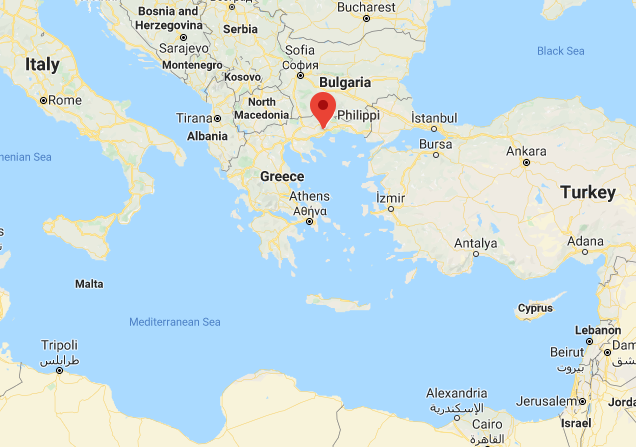 Bucharest
Bosnia and
Herzegovina
Serbia
Sarajevo
Sofia
София
Black Sea
Italy
Montenegro
Kosovo
Bulgaria
Rome
North
Macedonia
Philippi
Tirana
İstanbul
Albania
Bursa
Ankara
Greece
Athens
Αθήνα
İzmir
Turkey
Antalya
Adana
Malta
Cyprus
Mediterranean Sea
Lebanon
Tripoli
طرابلس
Beirut
بيروت
Alexandria
الإسكندرية
Jerusalem
Israel
Cairo
القاهرة